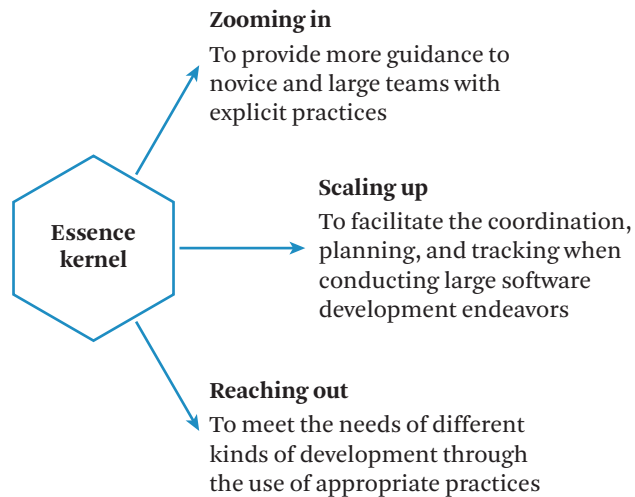 Zooming in
To provide more guidance to
novice and large teams with
explicit practices
Essence
kernel
Scaling up
To facilitate the coordination,
planning, and tracking when
conducting large software
development endeavors
Reaching out
To meet the needs of different
kinds of development through
the use of appropriate practices